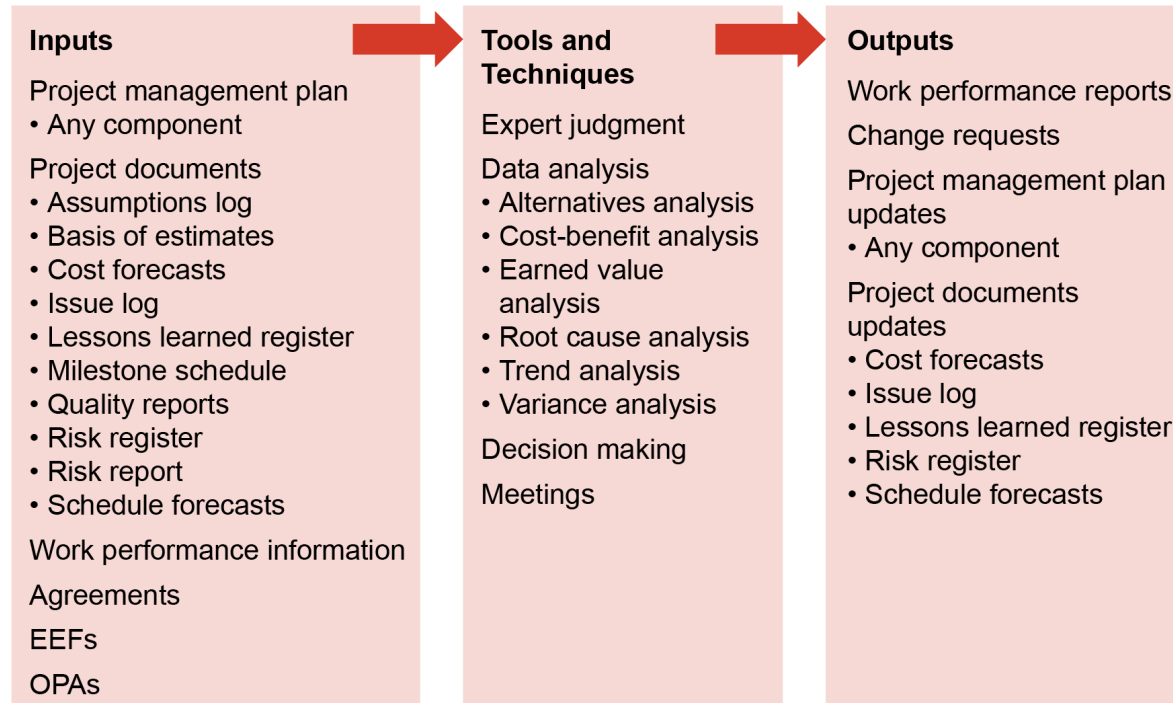 Inputs
Project management plan
• Any component
Project documents
• Assumptions log
• Basis of estimates
• Cost forecasts
• Issue log
• Lessons learned register
• Milestone schedule
• Quality reports
• Risk register
• Risk report
• Schedule forecasts
Work performance information
Agreements
EEFs
OPAs
Tools and
Techniques
Expert judgment
Data analysis
• Alternatives analysis
• Cost-benefit analysis
• Earned value
analysis
• Root cause analysis
• Trend analysis
• Variance analysis
Decision making
Meetings
Outputs
Work performance reports
Change requests
Project management plan
updates
• Any component
Project documents
updates
• Cost forecasts
• Issue log
• Lessons learned register
• Risk register
• Schedule forecasts